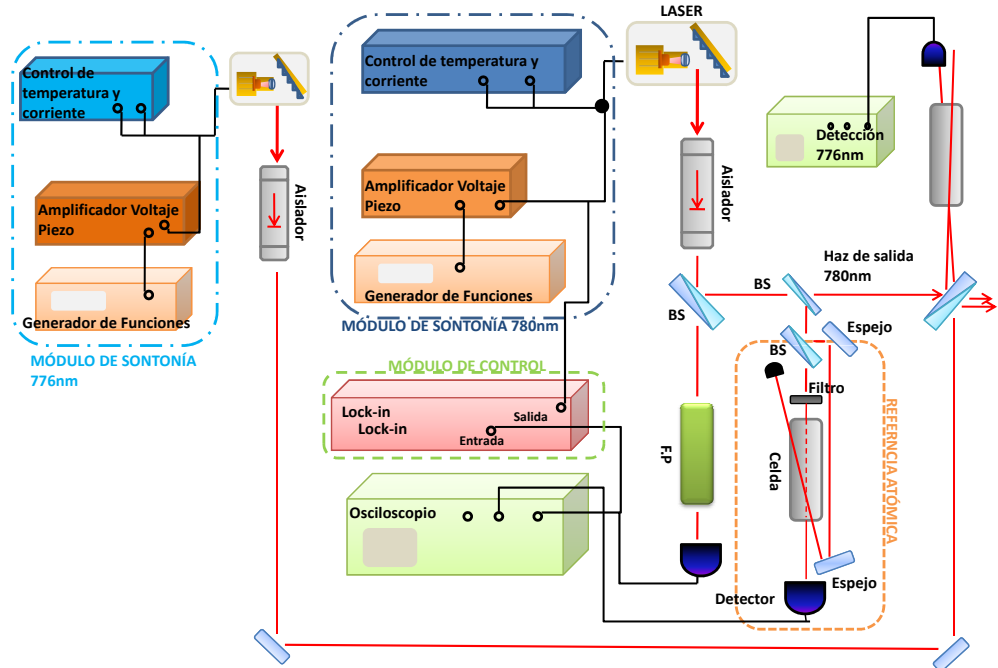 Control de
temperatura y
corriente
Amplificador Voltaje
Piezo
Generador de Funciones
MÓDULO DE SONTONÍA
776nm
Aislador
Control de temperatura y
corriente
Amplificador Voltaje
Piezo
Generador de Funciones
MÓDULO DE SONTONÍA 780nm
LASER
Aislador
Detección
776nm
BS
BS
Haz de salida
780nm
Espejo
BS
Filtro
Celda
REFERNCIA ATÓMICA
Espejo
Detector
F.P
MÓDULO DE CONTROL
Lock-in
Lock-in
Salida
Entrada
Osciloscopio